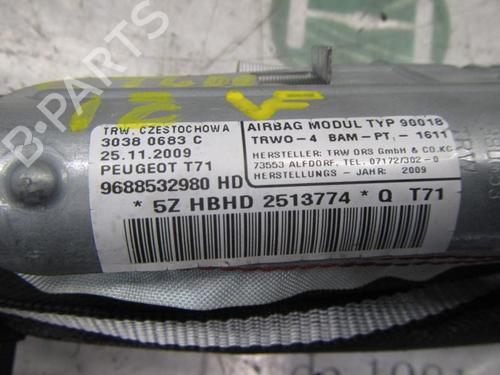 B-PARTS
TRW. CZESTOCHOWA
3038 0683 C
25.11.2009
PEUGEOT T71
9688532980 HD
AIRBAG MODUL TYP 90018
TRWO-4 BAM-PT.- 1611
HERSTELLER: TRW ORS GmbH & CO.KG
73553 ALFDORF, TEL. 07172/302-0
HERSTELLUNGS - JAHR: 2009
* 5Z HBHD 2513774 * Q T71
TRW